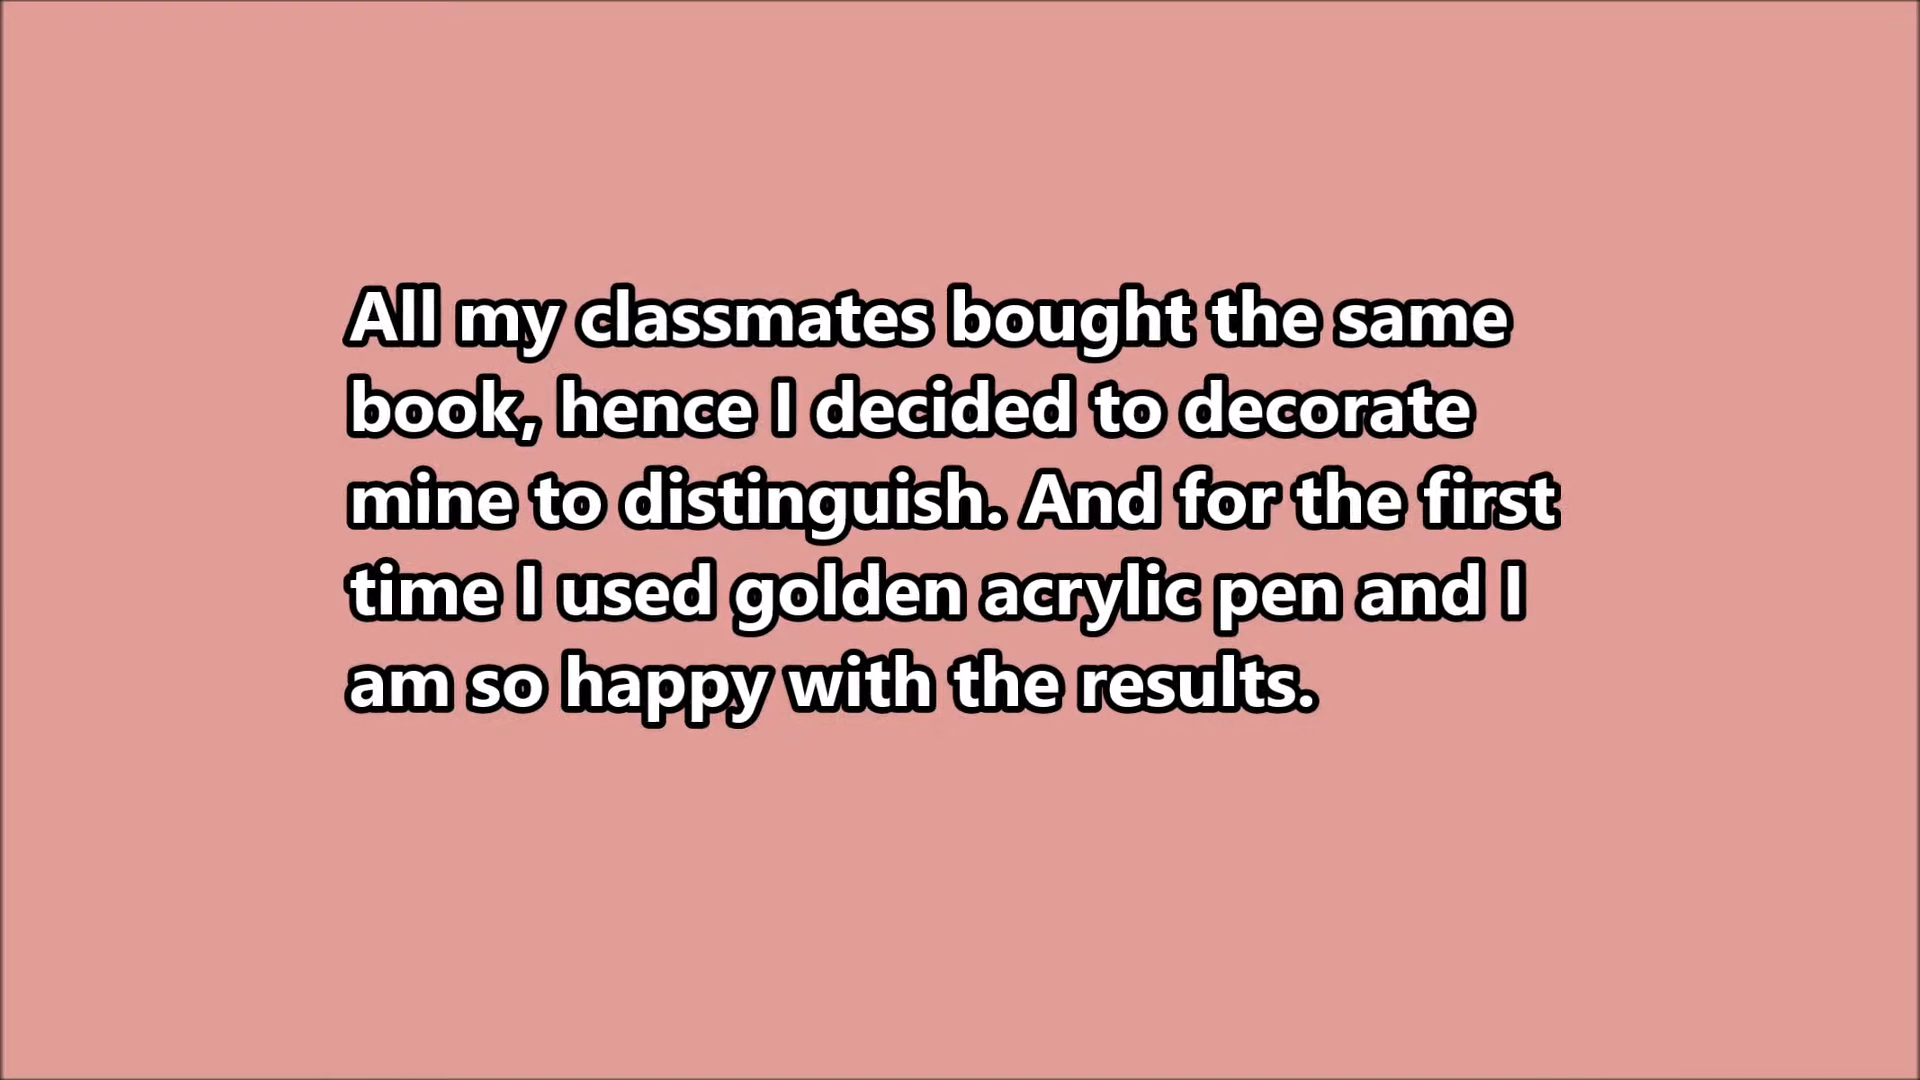 All my classmates bought the same
book, hence I decided to decorate
mine to distinguish. And for the first
time I used golden acrylic pen and I
am so happy with the results.